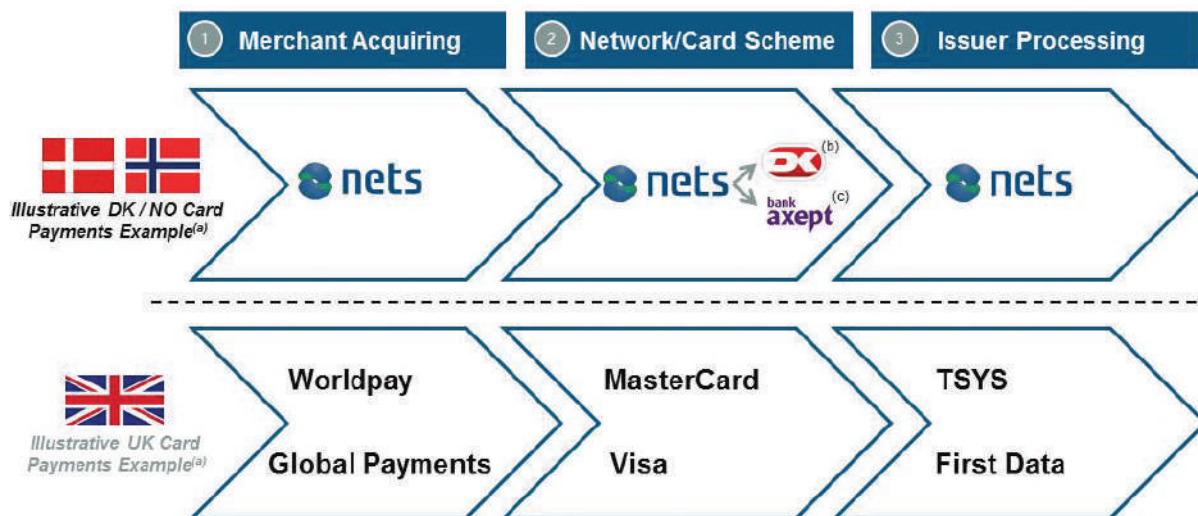 1 Merchant Acquiring
2 Network/Card Scheme
3 Issuer Processing
Illustrative DK / NO Card
Payments Example(a)
nets
nets
DK (b)
bank
axept (c)
nets
Illustrative UK Card
Payments Example(a)
Worldpay
Global Payments
MasterCard
Visa
TSYS
First Data